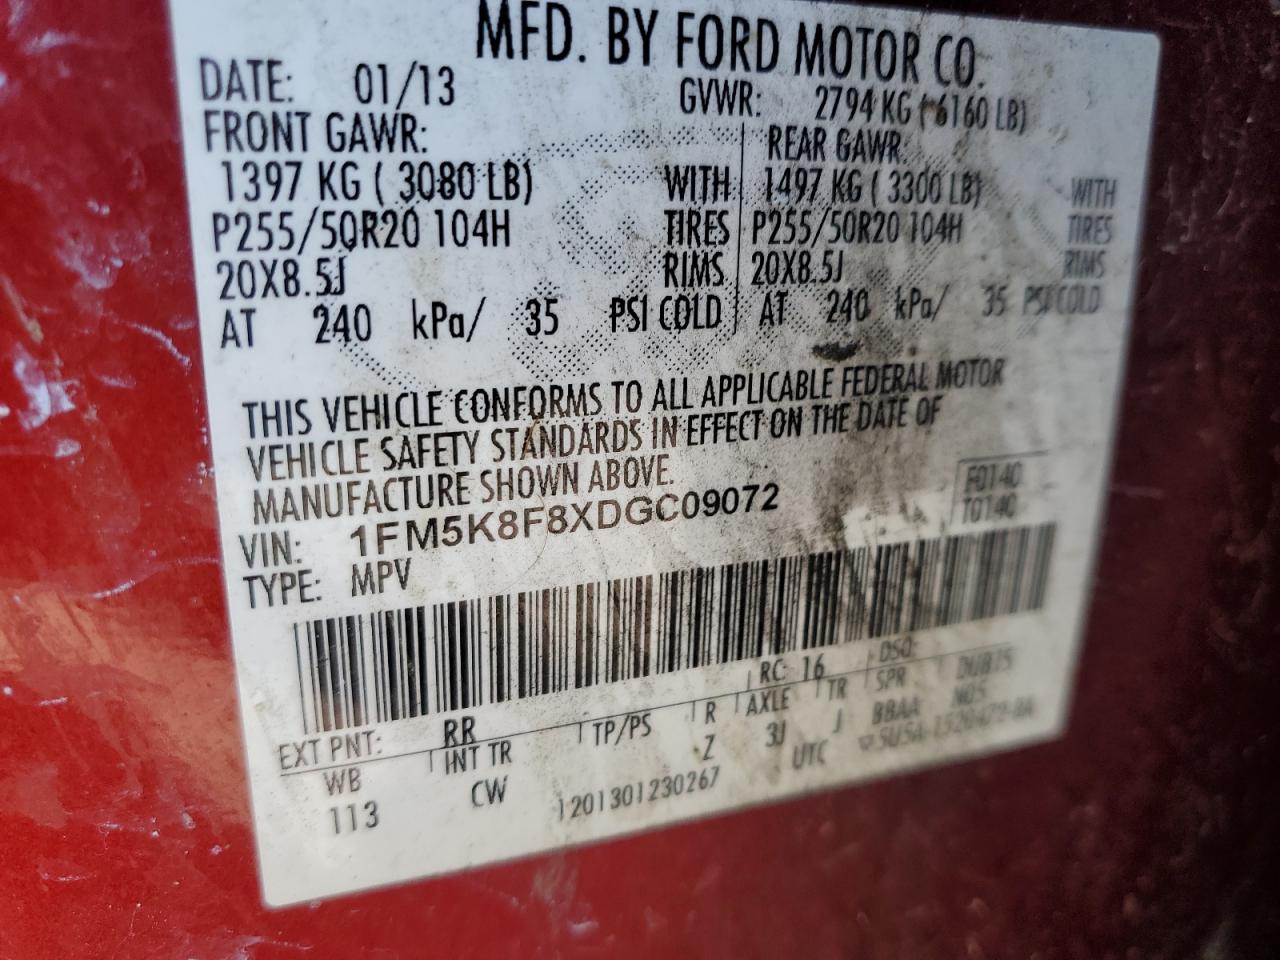 MFD. BY FORD MOTOR CO.
DATE: 01/13 GVWR: 2794 KG ( 6160 LB)
FRONT GAWR: REAR GAWR:
1397 KG ( 3080 LB) WITH 1497 KG ( 3300 LB) WITH
P255/50R20 104H TIRES P255/50R20 104H TIRES
20X8.5J RIMS 20X8.5J RIMS
AT 240 kPa/ 35 PSI COLD AT 240 kPa/ 35 PSI COLD
THIS VEHICLE CONFORMS TO ALL APPLICABLE FEDERAL MOTOR
VEHICLE SAFETY STANDARDS IN EFFECT ON THE DATE OF
MANUFACTURE SHOWN ABOVE.
VIN: 1FM5K8F8XDGC09072
F0140
T0140
TYPE: MPV
EXT PNT: RR RC: 16 DSO:
WB INT TR TP/PS R AXLE TR SPR DUB75
113 CW Z 3J J BBAA N05
1201301230267 UTC